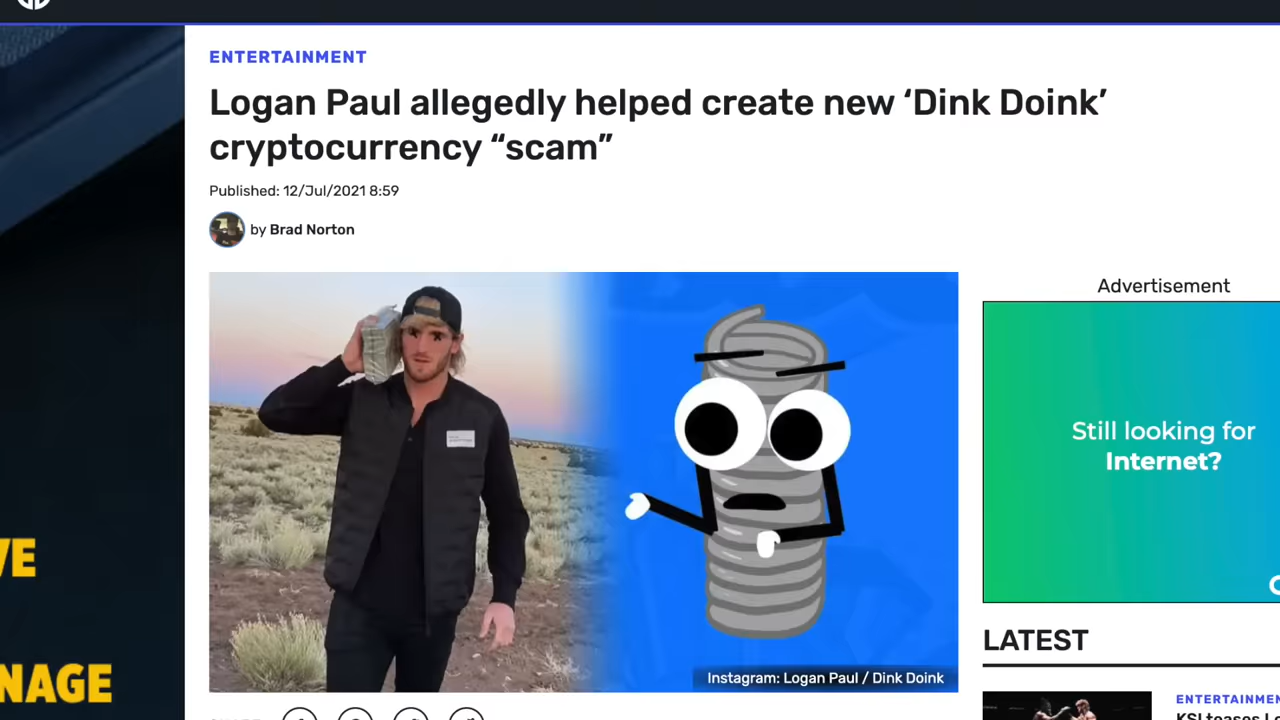 ENTERTAINMENT
Logan Paul allegedly helped create new ‘Dink Doink’
cryptocurrency “scam”
Published: 12/Jul/2021 8:59
by Brad Norton
Instagram: Logan Paul / Dink Doink
Advertisement
Still looking for
Internet?
LATEST
ENTERTAINMEN
VE
NAGE